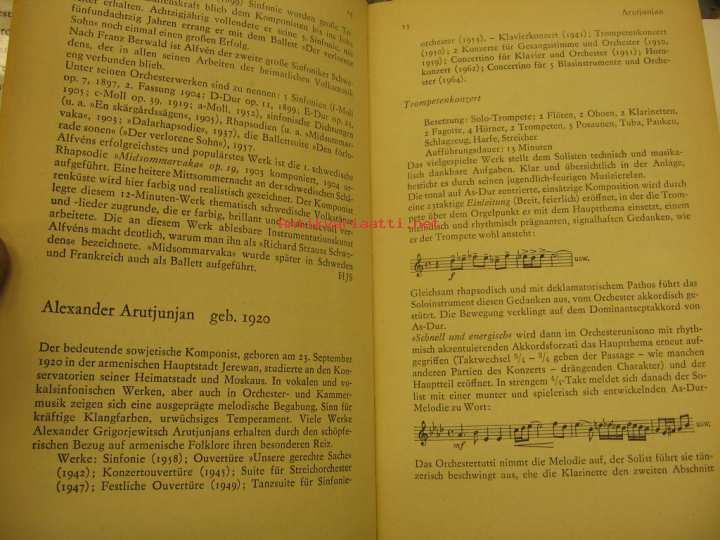 erhalten. Achtzigjährig vollendete er seine 5. Sinfonie, mit
fünfundachtzig Jahren errang er mit dem Ballett »Der verlorene
Sohn« noch einmal einen großen Erfolg.
Nach Franz Berwald ist Alfvén der zweite große Sinfoniker Schwe-
dens, der in allen seinen Arbeiten der heimatlichen Volksmusik
eng verbunden blieb.
Unter seinen Orchesterwerken sind zu nennen: 5 Sinfonien (f-Moll
op. 7, 1897, 2. Fassung 1904; D-Dur op. 11, 1899; E-Dur op. 23,
1905; c-Moll op. 39, 1919; a-Moll, 1952), sinfonische Dichtungen
(u. a. »En skärgårdssägen«, 1905), Rhapsodien (u. a. »Midsommar-
vaka«, 1903; »Dalarhapsodie«, 1937), die Ballettsuite »Den förlo-
rade sonen« (»Der verlorene Sohn«), 1957.
Alfvéns erfolgreichstes und populärstes Werk ist die 1. schwedische
Rhapsodie »Midsommarvaka« op. 19, 1903 komponiert, 1904 ur-
aufgeführt. Eine heitere Mittsommernacht an der schwedischen Schä-
renküste wird hier farbig und realistisch gezeichnet. Der Komponist
legte diesem 12-Minuten-Werk thematisch schwedische Volkstänze
und -lieder zugrunde, die er farbig, brillant und
arbeitete. Die an diesem Werk ablesbare Instrumentationskunst
Alfvéns macht deutlich, warum man ihn als »Richard Strauss Schwe-
dens« bezeichnete. »Midsommarvaka« wurde später in Schweden
und Frankreich auch als Ballett aufgeführt.
HJS
Alexander Arutjunjan geb. 1920
Der bedeutende sowjetische Komponist, geboren am 23. September
1920 in der armenischen Hauptstadt Jerewan, studierte an den Kon-
servatorien seiner Heimatstadt und Moskaus. In vokalen und vo-
kalsinfonischen Werken, aber auch in Orchester- und Kammer-
musik zeigen sich eine ausgeprägte melodische Begabung, Sinn für
kräftige Klangfarben, urwüchsiges Temperament. Viele Werke
Alexander Grigorjewitsch Arutjunjans erhalten durch den schöpfe-
rischen Bezug auf armenische Folklore ihren besonderen Reiz.
Werke: Sinfonie (1958); Ouvertüre »Unsere gerechte Sache«
(1942); Konzertouvertüre (1945); Suite für Streichorchester
(1947); Festliche Ouvertüre (1949); Tanzsuite für Sinfonie-
15 Arutjunjan
orchester (1953). – Klavierkonzert (1941); Trompetenkonzert
(1950); 2 Konzerte für Gesangsstimme und Orchester (1950,
1959); Concertino für Klavier und Orchester (1951); Horn-
konzert (1962); Concertino für 5 Blasinstrumente und Orche-
ster (1964).
Trompetenkonzert
Besetzung: Solo-Trompete; 2 Flöten, 2 Oboen, 2 Klarinetten,
2 Fagotte, 4 Hörner, 2 Trompeten, 3 Posaunen, Tuba, Pauken,
Schlagzeug, Harfe, Streicher
Aufführungsdauer: 15 Minuten
Das vielgespielte Werk stellt dem Solisten technisch und musika-
lisch dankbare Aufgaben. Klar und übersichtlich in der Anlage,
besticht es durch seinen jugendlich-feurigen Musizierelan.
Die tonal auf As-Dur zentrierte, einsätzige Komposition wird durch
eine 23taktige Einleitung (Breit, feierlich) eröffnet, in der die Trom-
pete über dem Orgelpunkt es mit dem Hauptthema einsetzt, einem
und rhythmisch prägnanten, signalhaften Gedanken, wie
er der Trompete wohl ansteht:
f
usw.
Gleichsam rhapsodisch und mit deklamatorischem Pathos führt das
Soloinstrument diesen Gedanken aus, vom Orchester akkordisch ge-
stützt. Die Bewegung verklingt auf dem Dominantseptakkord von
As-Dur.
»Schnell und energisch« wird dann im Orchesterunisono mit rhyth-
misch akzentuierenden Akkordforzati das Hauptthema erneut auf-
gegriffen (Taktwechsel 5/4 – 3/4 geben der Passage – wie manchen
anderen Partien des Konzerts – drängenden Charakter) und der
Hauptteil eröffnet. In strengem 4/4-Takt meldet sich danach der So-
list mit einer munter und spielerisch sich entwickelnden As-Dur-
Melodie zu Wort:
mf
usw.
Das Orchestertutti nimmt die Melodie auf, der Solist führt sie tän-
zerisch beschwingt aus, ehe die Klarinette den zweiten Abschnitt
antikvariaatti.net